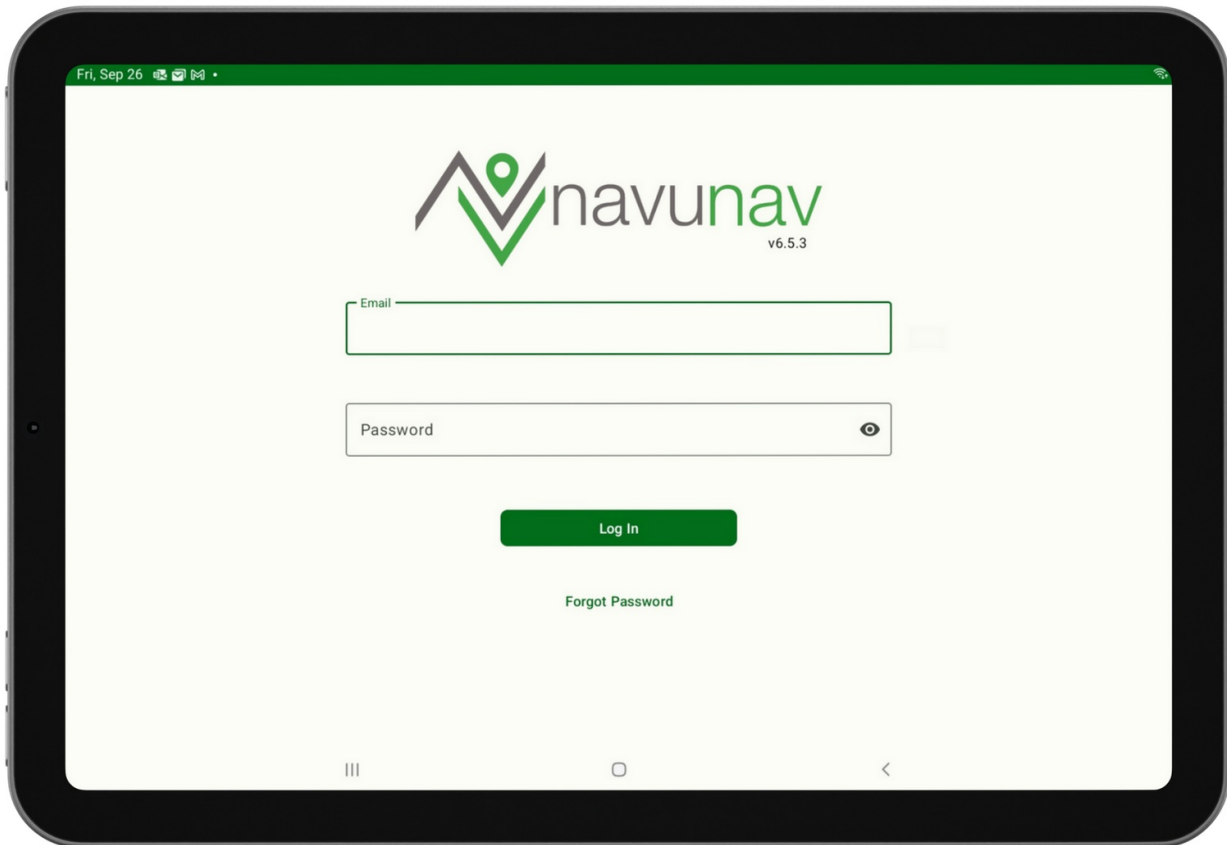 Fri, Sep 26
navunav
v6.5.3
Email
Password
Log In
Forgot Password